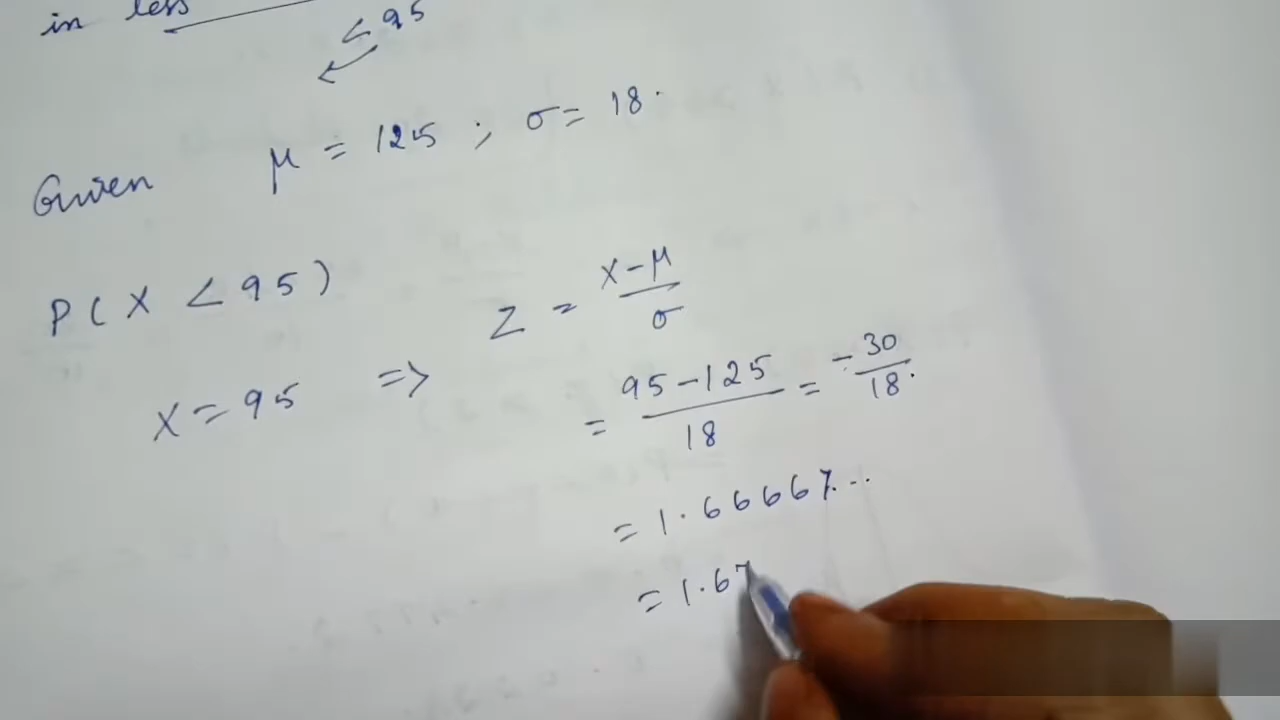 in less
< 95
Given μ = 125 ; σ = 18.
P( X < 95)
Z = X-μ / σ
X = 95 => = 95-125 / 18 = -30 / 18.
= 1.66667...
= 1.67